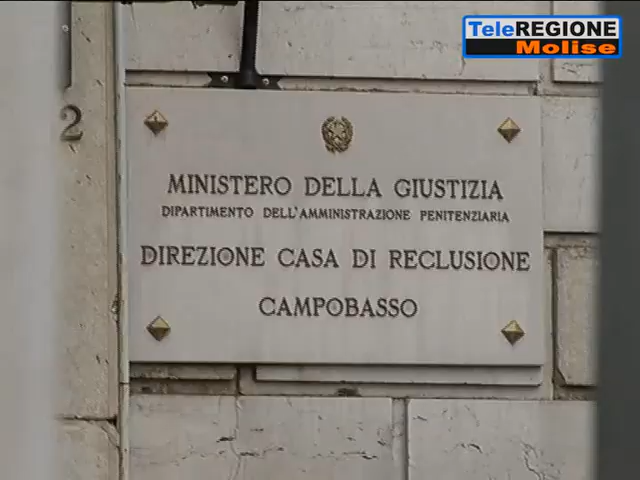 TeleREGIONE
Molise
2
MINISTERO DELLA GIUSTIZIA
DIPARTIMENTO DELL'AMMINISTRAZIONE PENITENZIARIA
DIREZIONE CASA DI RECLUSIONE
CAMPOBASSO